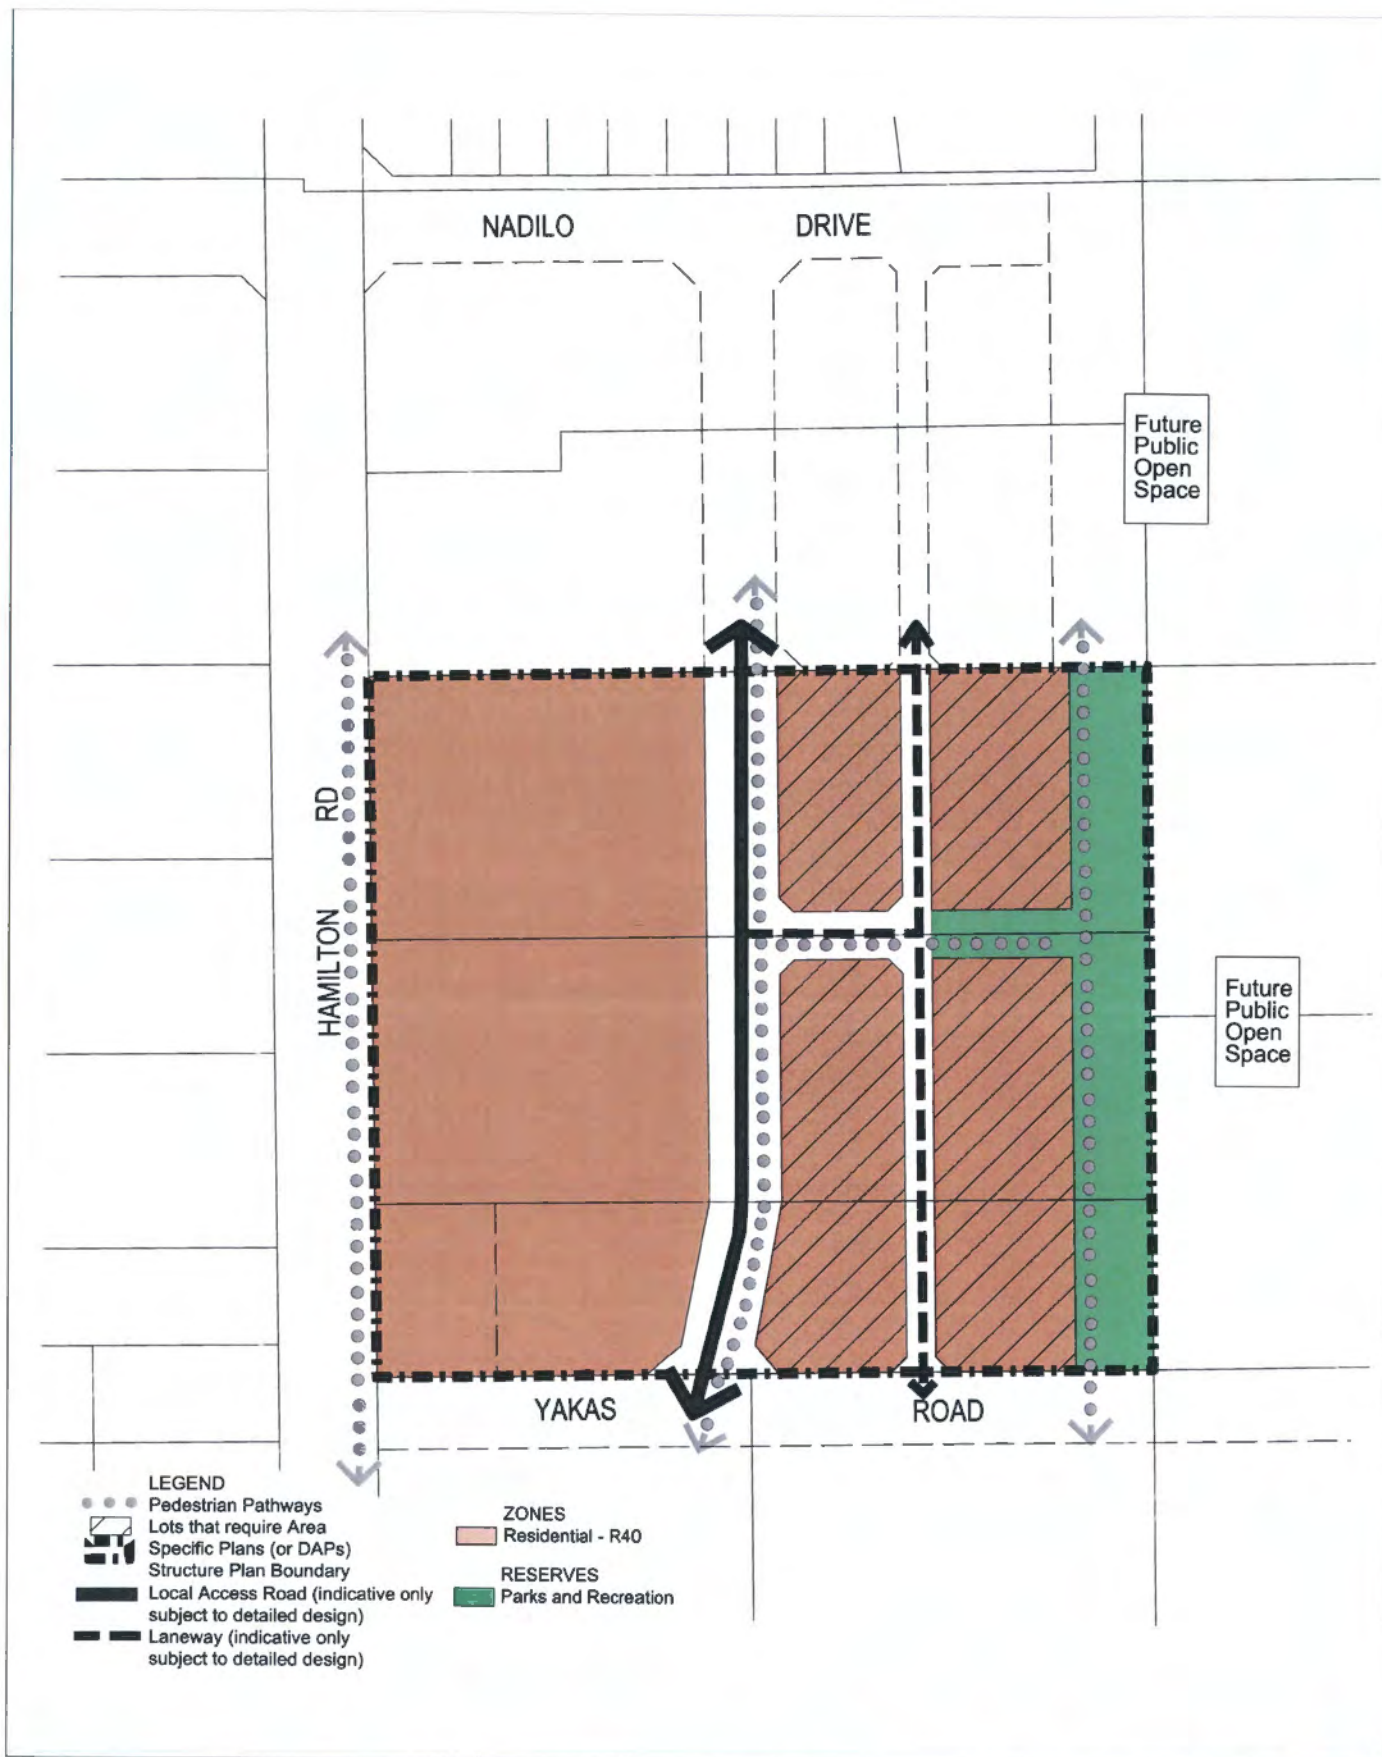 NADILO DRIVE
Future
Public
Open
Space
HAMILTON RD
Future
Public
Open
Space
YAKAS ROAD
LEGEND
Pedestrian Pathways
Lots that require Area
Specific Plans (or DAPs)
Structure Plan Boundary
Local Access Road (indicative only
subject to detailed design)
Laneway (indicative only
subject to detailed design)
ZONES
Residential - R40
RESERVES
Parks and Recreation